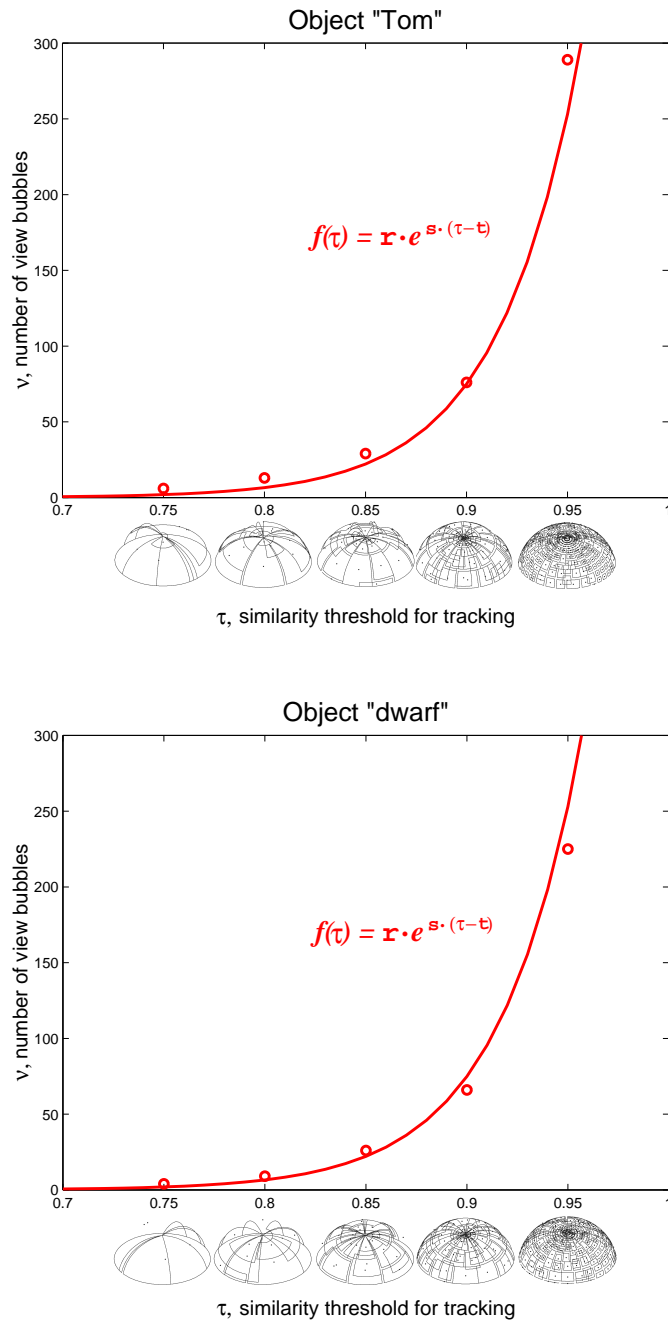 Object "Tom"
300
250
200
150
100
50
0
ν, number of view bubbles
f(τ) = r·e s·(τ−t)
0.7 0.75 0.8 0.85 0.9 0.95 1
τ, similarity threshold for tracking
Object "dwarf"
300
250
200
150
100
50
0
ν, number of view bubbles
f(τ) = r·e s·(τ−t)
0.7 0.75 0.8 0.85 0.9 0.95 1
τ, similarity threshold for tracking